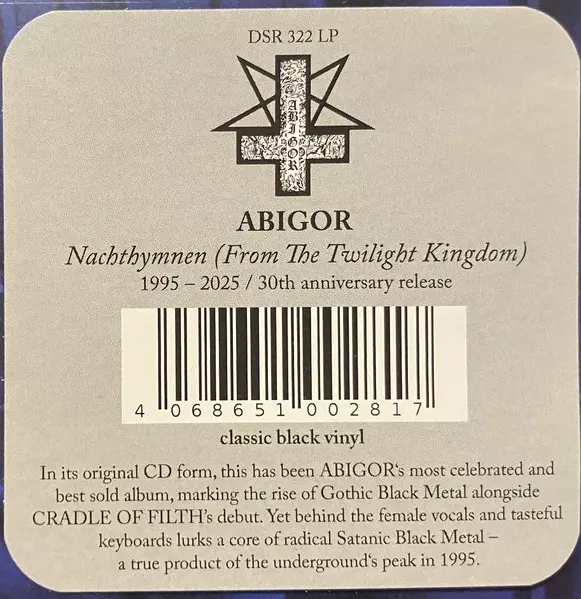 DSR 322 LP
ABIGOR
ABIGOR
Nachthymnen (From The Twilight Kingdom)
1995 – 2025 / 30th anniversary release
4 068651 002817
classic black vinyl
In its original CD form, this has been ABIGOR‘s most celebrated and
best sold album, marking the rise of Gothic Black Metal alongside
CRADLE OF FILTH’s debut. Yet behind the female vocals and tasteful
keyboards lurks a core of radical Satanic Black Metal –
a true product of the underground‘s peak in 1995.